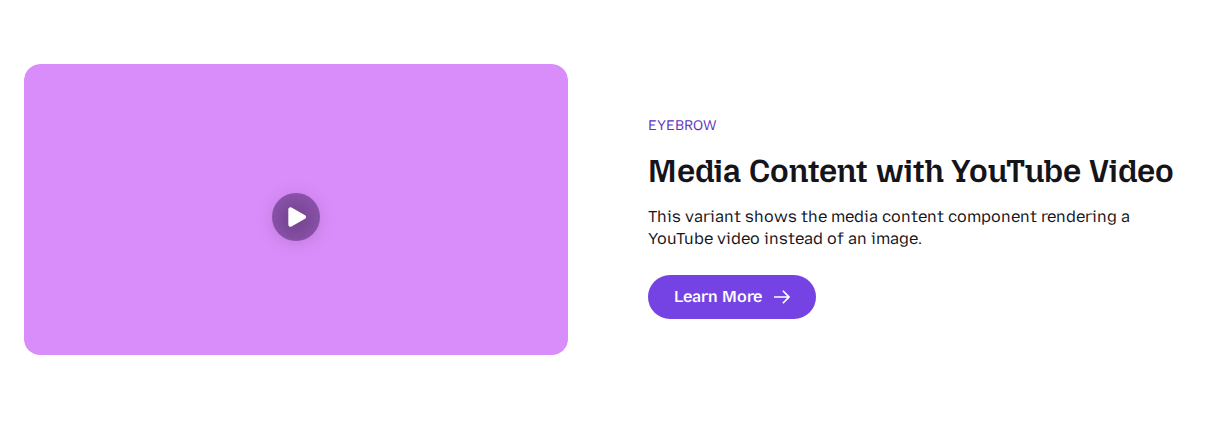 EYEBROW
Media Content with YouTube Video
This variant shows the media content component rendering a
YouTube video instead of an image.
Learn More